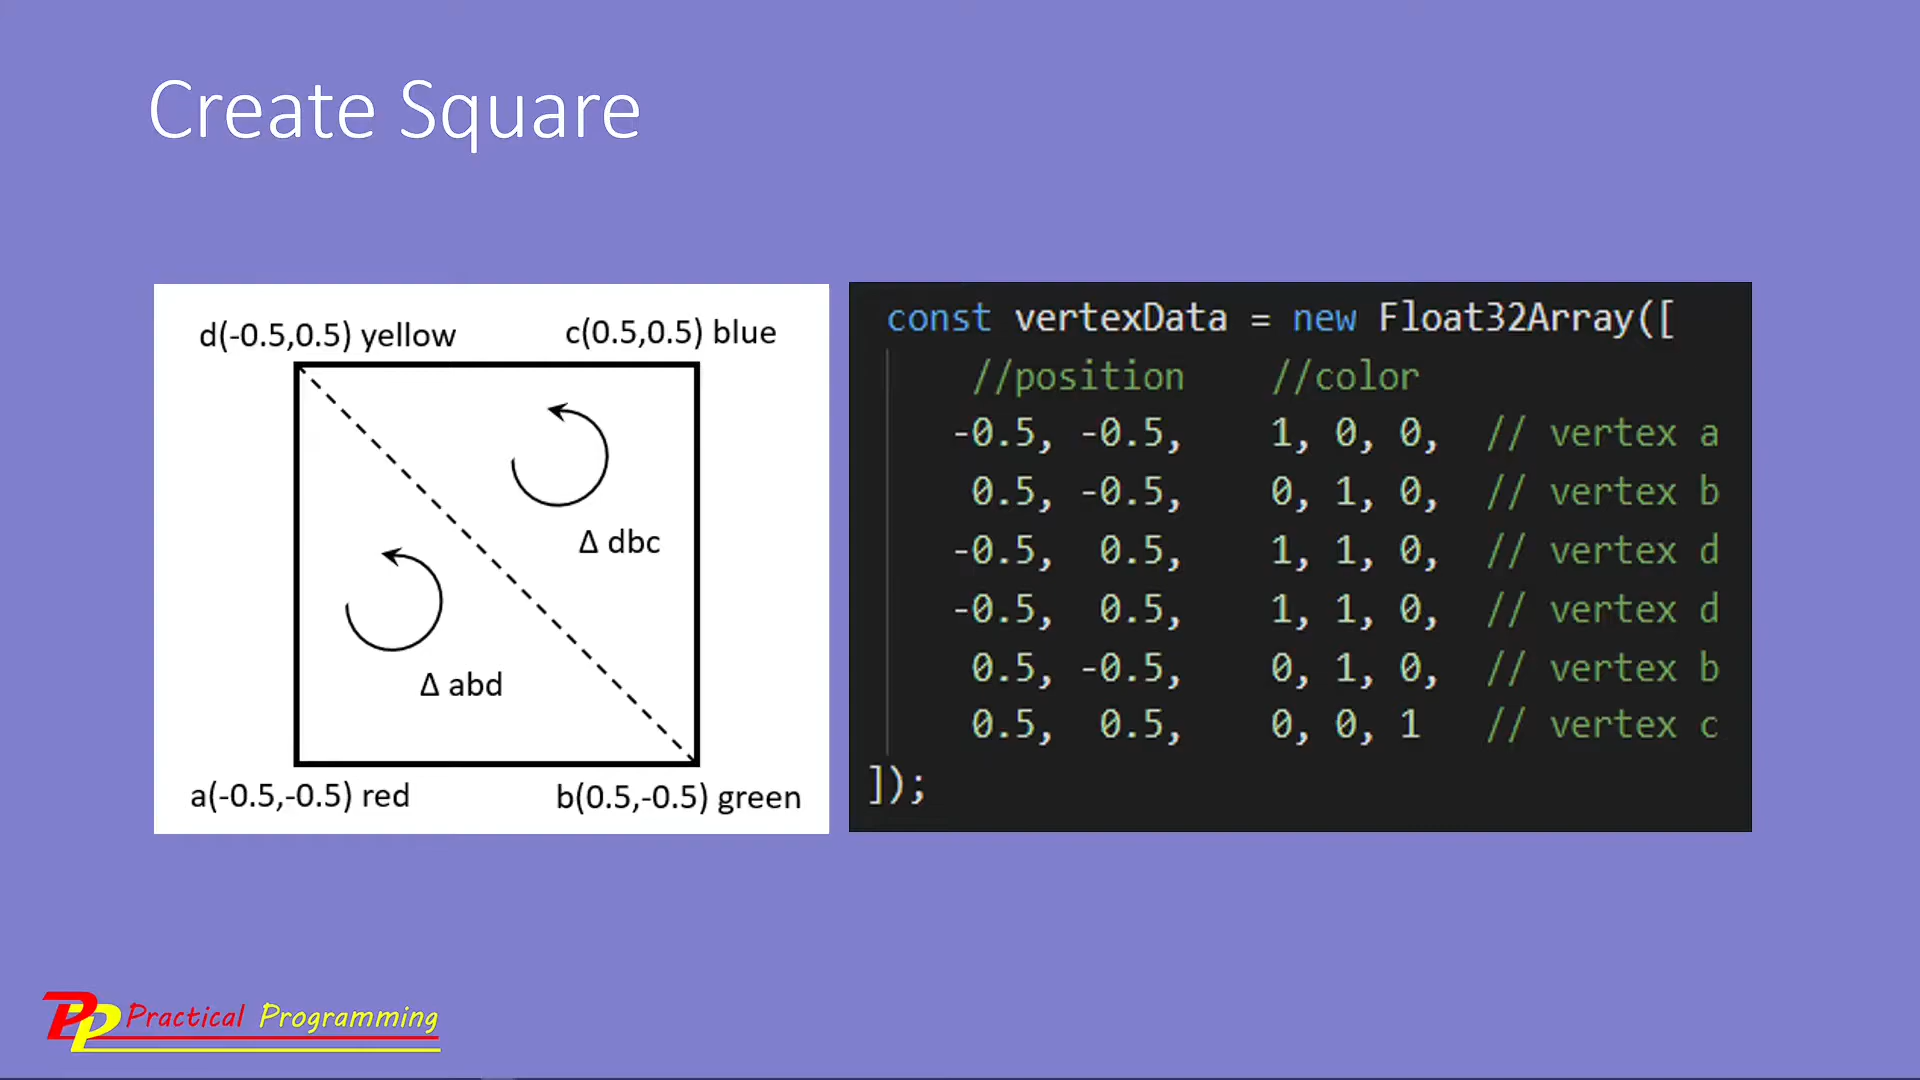 Create Square
d(-0.5,0.5) yellow
c(0.5,0.5) blue
Δ dbc
Δ abd
a(-0.5,-0.5) red
b(0.5,-0.5) green
const vertexData = new Float32Array([
//position //color
-0.5, -0.5, 1, 0, 0, // vertex a
0.5, -0.5, 0, 1, 0, // vertex b
-0.5, 0.5, 1, 1, 0, // vertex d
-0.5, 0.5, 1, 1, 0, // vertex d
0.5, -0.5, 0, 1, 0, // vertex b
0.5, 0.5, 0, 0, 1 // vertex c
]);
PP Practical Programming